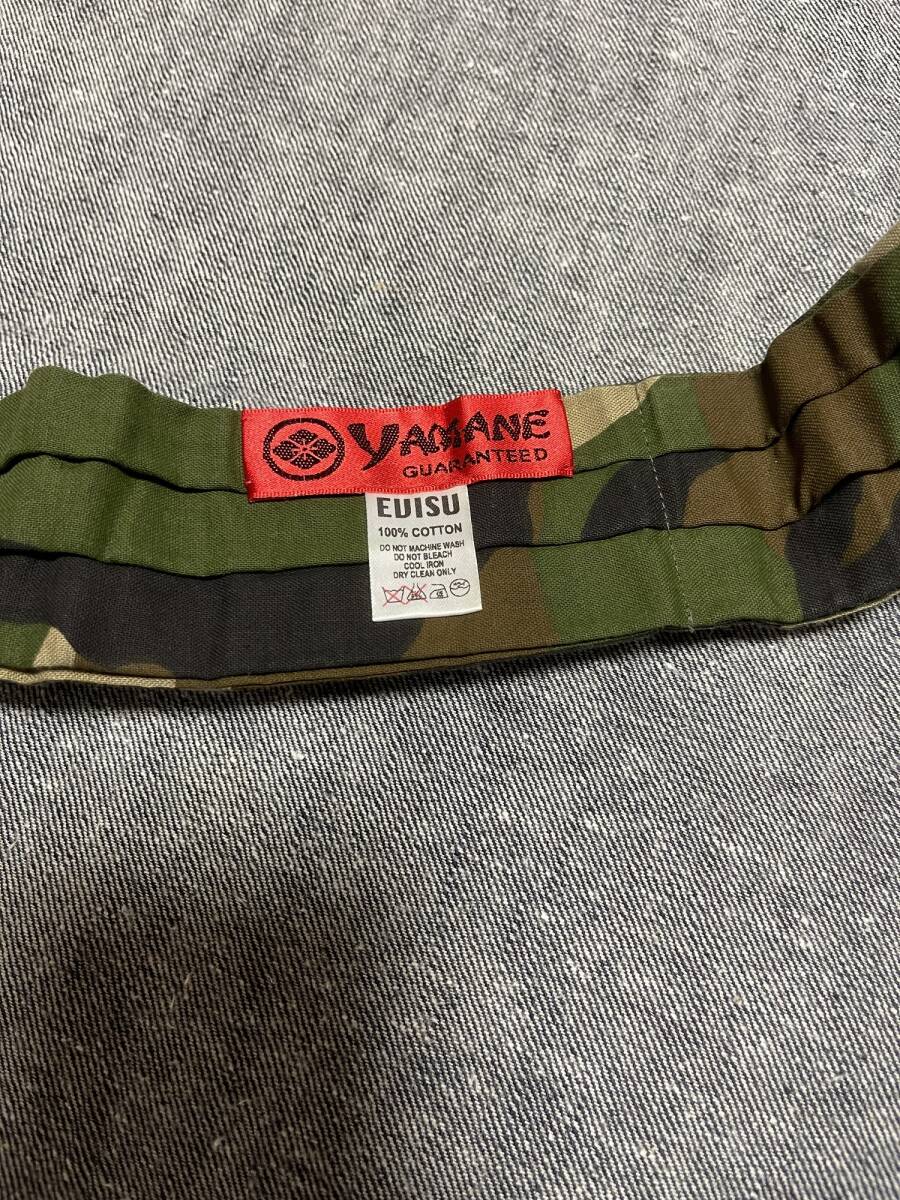 YAMANE
GUARANTEED
EVISU
100% COTTON
DO NOT MACHINE WASH
DO NOT BLEACH
COOL IRON
DRY CLEAN ONLY